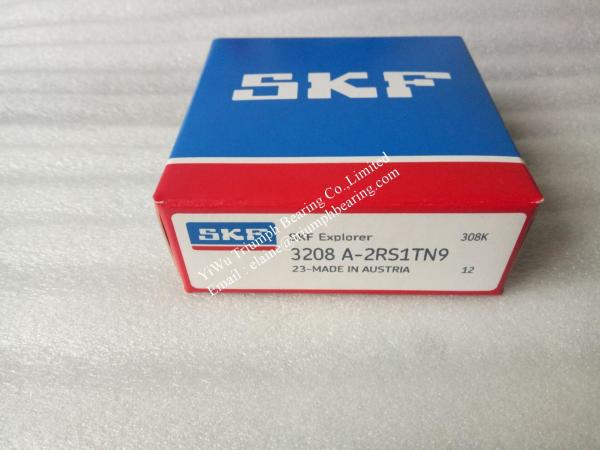 SKF
SKF
SKF Explorer 308K
3208 A-2RS1TN9
23-MADE IN AUSTRIA 12
YiWu Triumph Bearing Co.,Limited
Email : elaine@triumphbearing.com